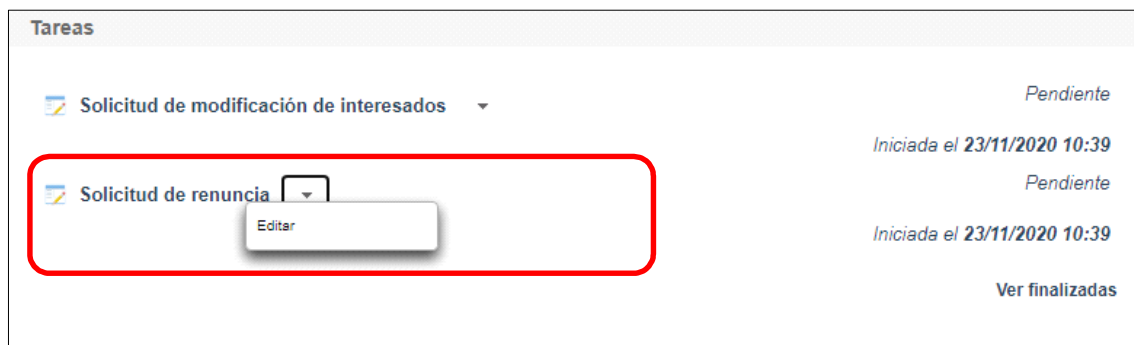 Tareas
Solicitud de modificación de interesados
Pendiente
Iniciada el 23/11/2020 10:39
Solicitud de renuncia
Pendiente
Editar
Iniciada el 23/11/2020 10:39
Ver finalizadas